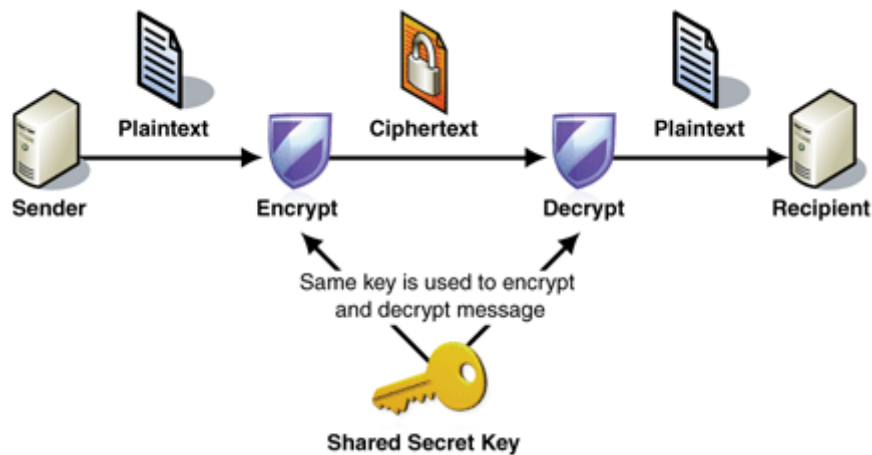 Plaintext
Ciphertext
Plaintext
Sender
Encrypt
Decrypt
Recipient
Same key is used to encrypt
and decrypt message
Shared Secret Key